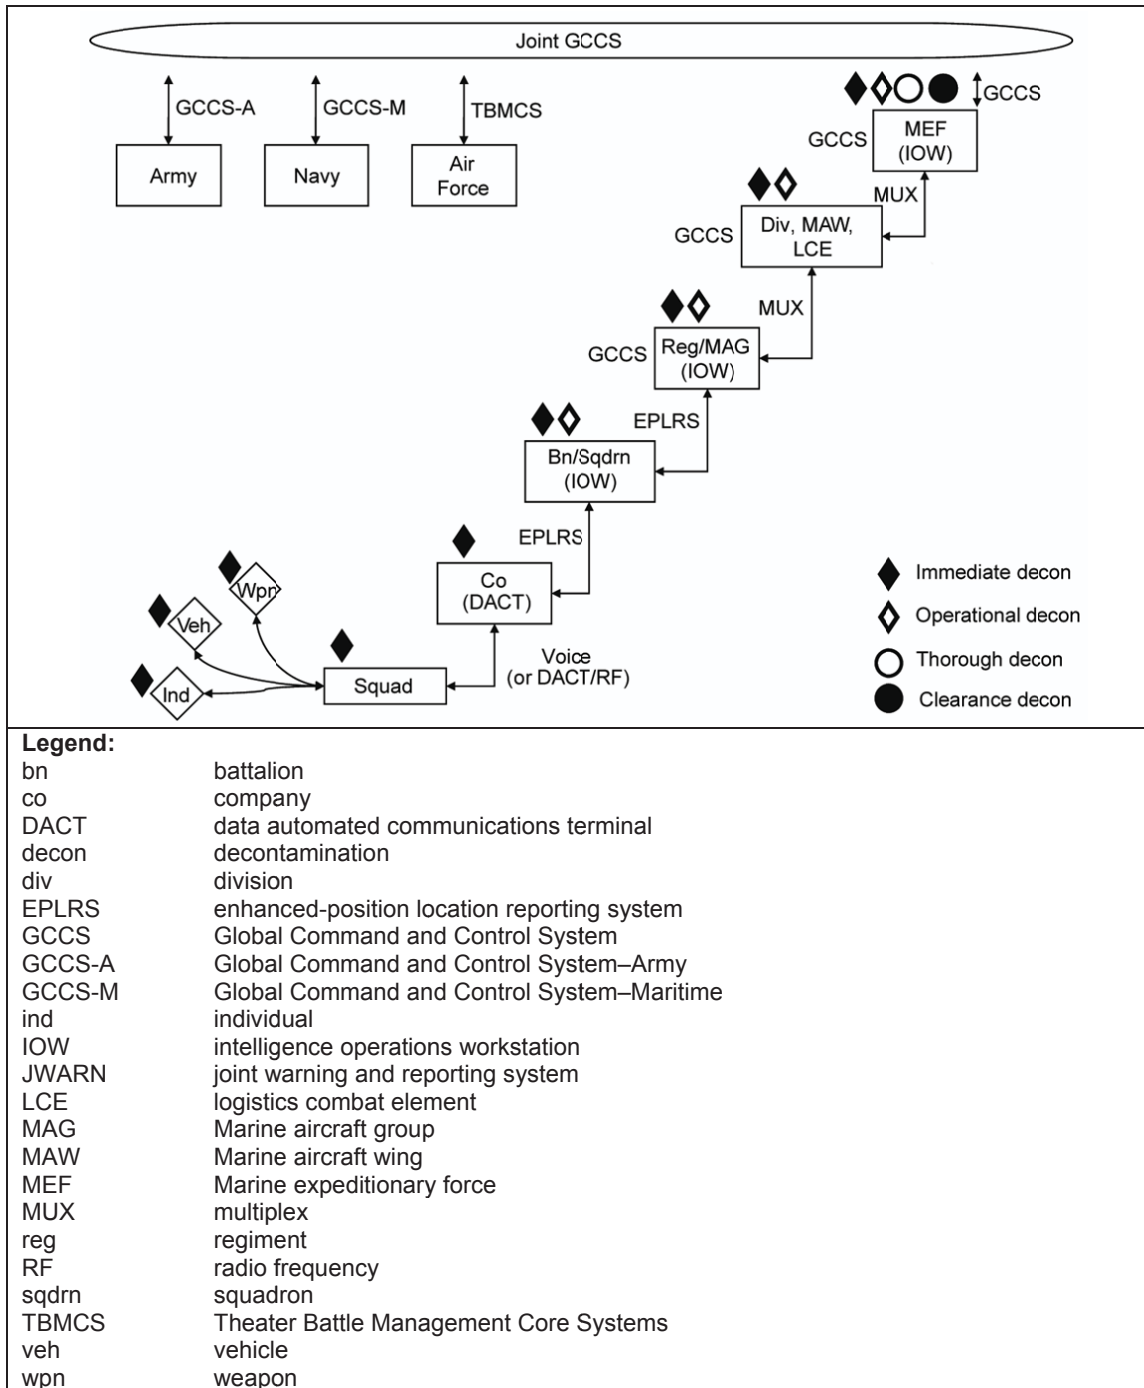 Joint GCCS
GCCS-A
GCCS-M
TBMCS
GCCS
Army
Navy
Air
Force
GCCS
MEF
(IOW)
MUX
GCCS
Div, MAW,
LCE
MUX
GCCS
Reg/MAG
(IOW)
EPLRS
Bn/Sqdrn
(IOW)
EPLRS
Co
(DACT)
Voice
(or DACT/RF)
Wpn
Veh
Ind
Squad
Immediate decon
Operational decon
Thorough decon
Clearance decon
Legend:
bn battalion
co company
DACT data automated communications terminal
decon decontamination
div division
EPLRS enhanced-position location reporting system
GCCS Global Command and Control System
GCCS-A Global Command and Control System–Army
GCCS-M Global Command and Control System–Maritime
ind individual
IOW intelligence operations workstation
JWARN joint warning and reporting system
LCE logistics combat element
MAG Marine aircraft group
MAW Marine aircraft wing
MEF Marine expeditionary force
MUX multiplex
reg regiment
RF radio frequency
sqdrn squadron
TBMCS Theater Battle Management Core Systems
veh vehicle
wpn weapon